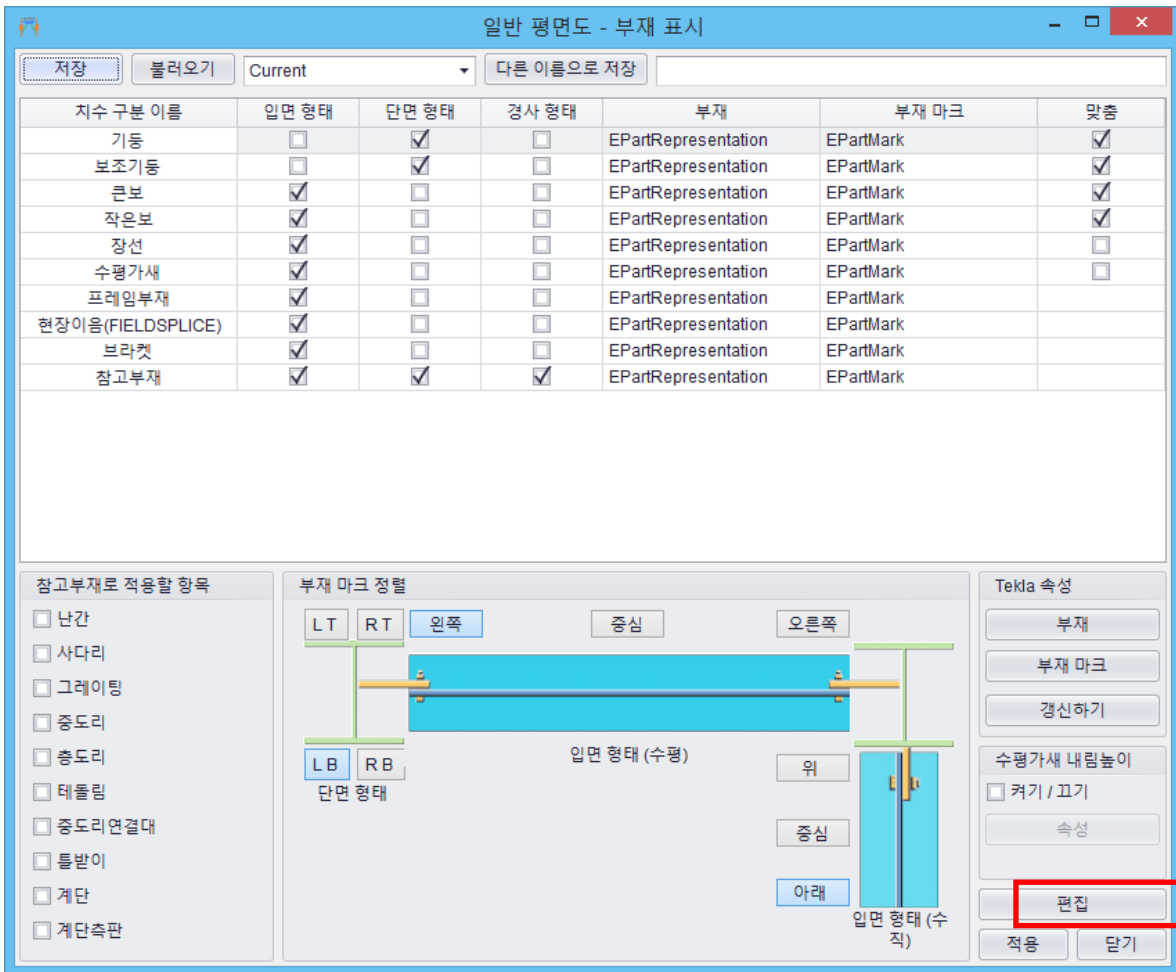 일반 평면도 - 부재 표시
저장 불러오기 Current 다른 이름으로 저장
치수 구분 이름 입면 형태 단면 형태 경사 형태 부재 부재 마크 맞춤
기둥 EPartRepresentation EPartMark
보조기둥 EPartRepresentation EPartMark
큰보 EPartRepresentation EPartMark
작은보 EPartRepresentation EPartMark
장선 EPartRepresentation EPartMark
수평가새 EPartRepresentation EPartMark
프레임부재 EPartRepresentation EPartMark
현장이음(FIELDSPLICE) EPartRepresentation EPartMark
브라켓 EPartRepresentation EPartMark
참고부재 EPartRepresentation EPartMark
참고부재로 적용할 항목
난간
사다리
그레이팅
중도리
층도리
테돌림
중도리연결대
틀받이
계단
계단측판
부재 마크 정렬
LT RT 왼쪽 중심 오른쪽
LB RB
단면 형태
입면 형태 (수평)
위
중심
아래
입면 형태 (수
직)
Tekla 속성
부재
부재 마크
갱신하기
수평가새 내림높이
켜기 / 끄기
속성
편집
적용 닫기